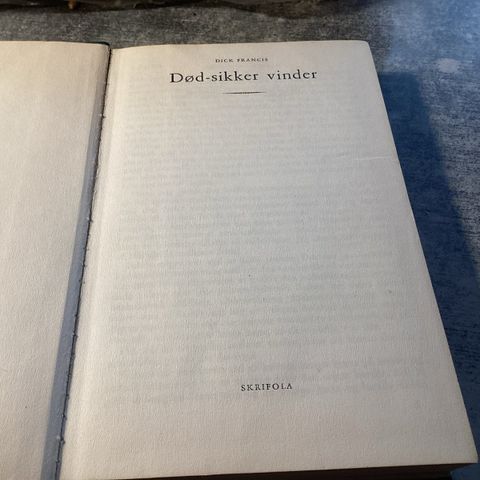 DICK FRANCIS
Død-sikker vinder
SKRIFOLA